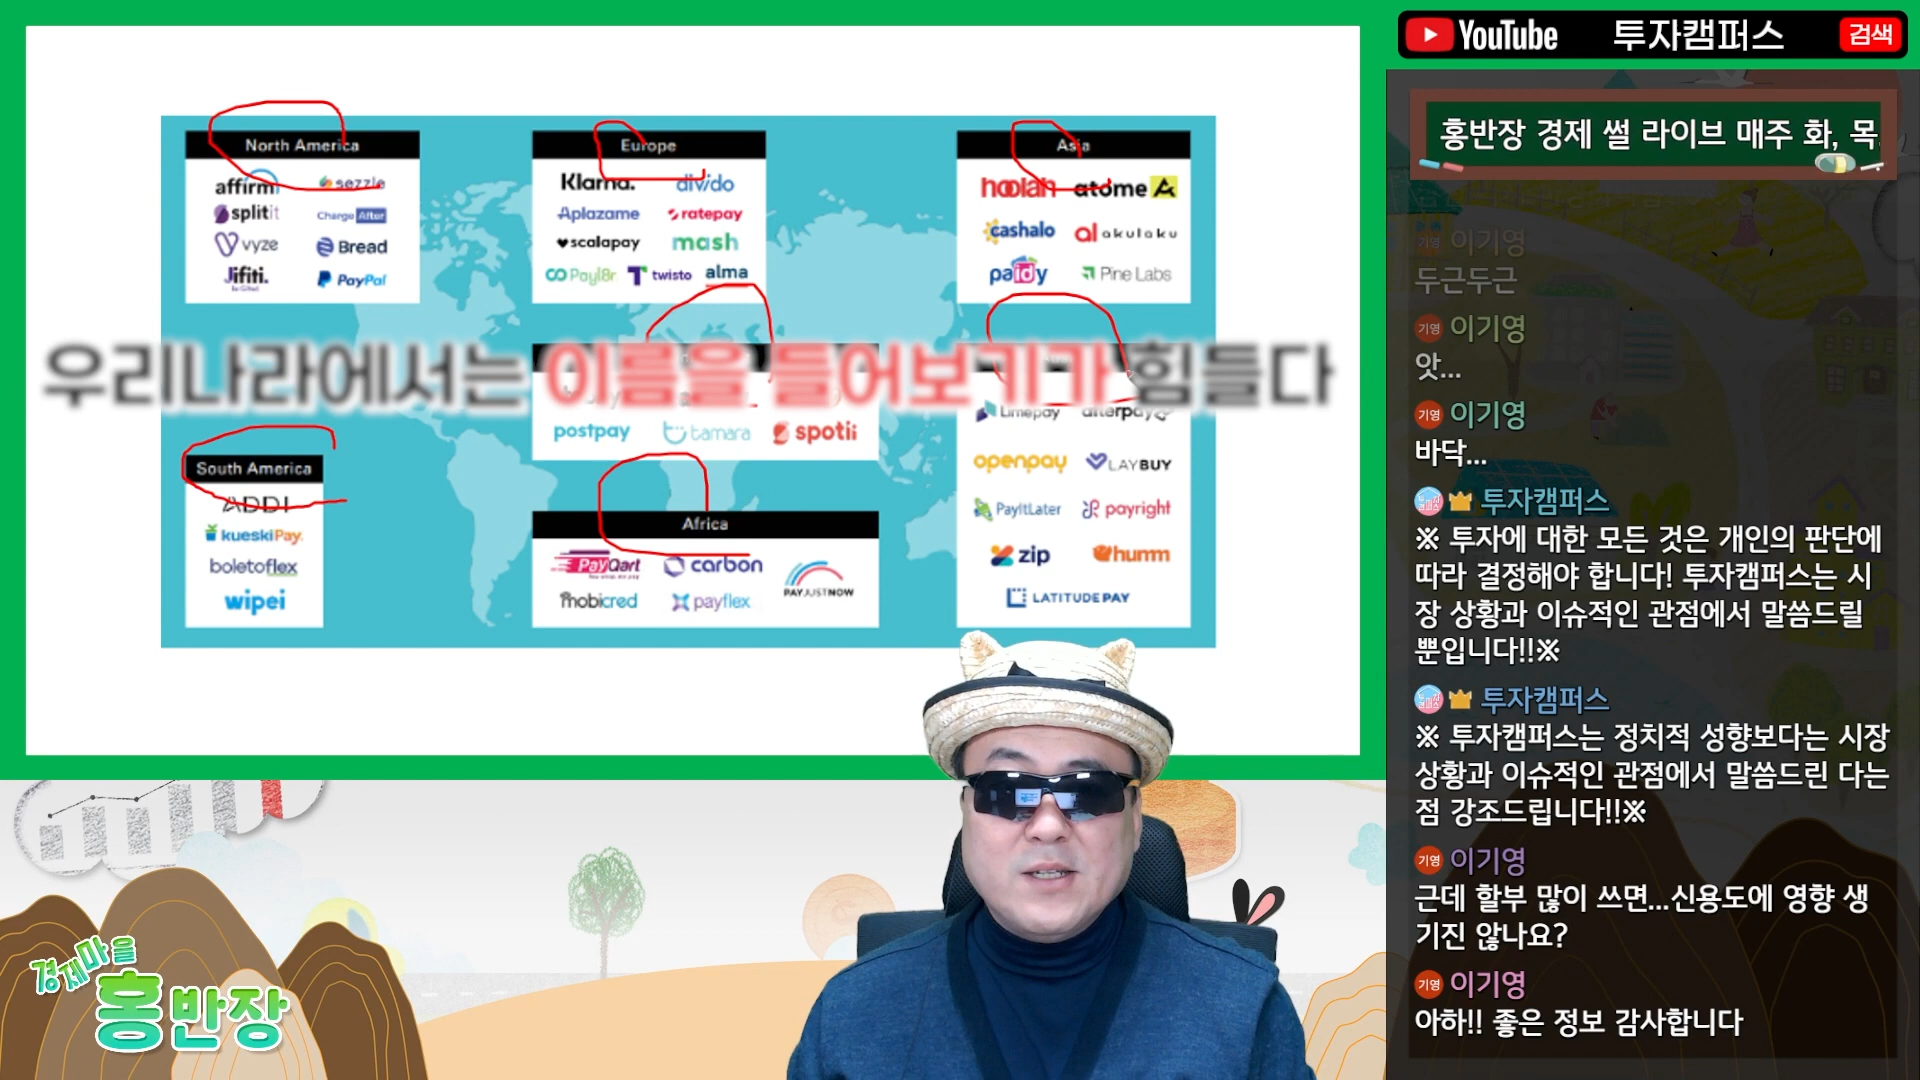 North America
affirm
sezzle
splitit
Charge After
vyze
Bread
Jifiti.
PayPal
Europe
Klarna.
divido
Aplazame
ratepay
scalapay
mash
Payl8r
twisto
alma
Asia
hoolah
atome
cashalo
akulaku
paidy
Pine Labs
우리나라에서는 이름을 들어보기가 힘들다
postpay
tamara
spotii
Limepay
afterpay
openpay
LAYBUY
PayItLater
payright
zip
humm
LATITUDEPAY
South America
ADDI
kueskiPay.
boletoflex
wipei
Africa
PayQart
carbon
PAYJUSTNOW
mobicred
payflex
경제마을
홍반장
YouTube 투자캠퍼스 검색
홍반장 경제 썰 라이브 매주 화, 목
기영 이기영
두근두근
기영 이기영
앗...
기영 이기영
바닥...
투자캠퍼스
※ 투자에 대한 모든 것은 개인의 판단에
따라 결정해야 합니다! 투자캠퍼스는 시
장 상황과 이슈적인 관점에서 말씀드릴
뿐입니다!!※
투자캠퍼스
※ 투자캠퍼스는 정치적 성향보다는 시장
상황과 이슈적인 관점에서 말씀드린 다는
점 강조드립니다!!※
기영 이기영
근데 할부 많이 쓰면...신용도에 영향 생
기진 않나요?
기영 이기영
아하!! 좋은 정보 감사합니다